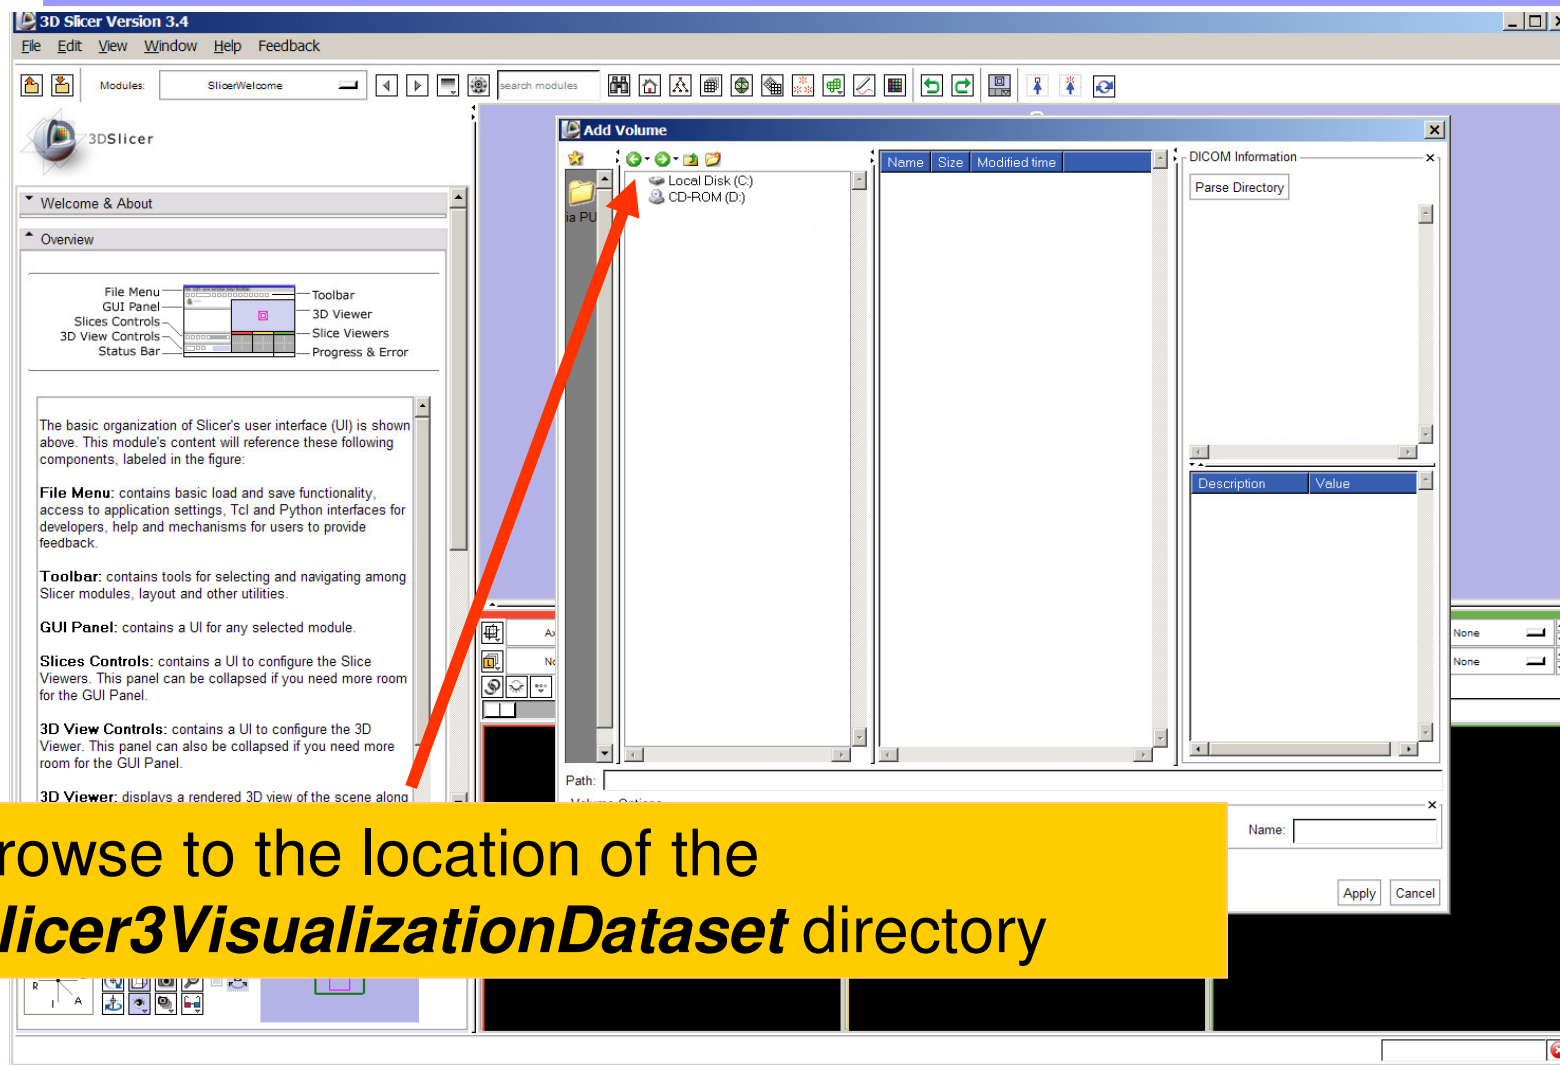 3D Slicer Version 3.4
File Edit View Window Help Feedback
Modules: SlicerWelcome search modules
3DSlicer
Welcome & About
Overview
File Menu
GUI Panel
Slices Controls
3D View Controls
Status Bar
Toolbar
3D Viewer
Slice Viewers
Progress & Error
The basic organization of Slicer's user interface (UI) is shown
above. This module's content will reference these following
components, labeled in the figure:
File Menu: contains basic load and save functionality,
access to application settings, Tcl and Python interfaces for
developers, help and mechanisms for users to provide
feedback.
Toolbar: contains tools for selecting and navigating among
Slicer modules, layout and other utilities.
GUI Panel: contains a UI for any selected module.
Slices Controls: contains a UI to configure the Slice
Viewers. This panel can be collapsed if you need more room
for the GUI Panel.
3D View Controls: contains a UI to configure the 3D
Viewer. This panel can also be collapsed if you need more
room for the GUI Panel.
3D Viewer: displays a rendered 3D view of the scene along
Add Volume
ia PU
Local Disk (C:)
CD-ROM (D:)
Name Size Modified time
DICOM Information
Parse Directory
Description Value
Path:
Volume Options
Name:
Apply Cancel
None
None
rowse to the location of the
licer3VisualizationDataset directory
R
I A